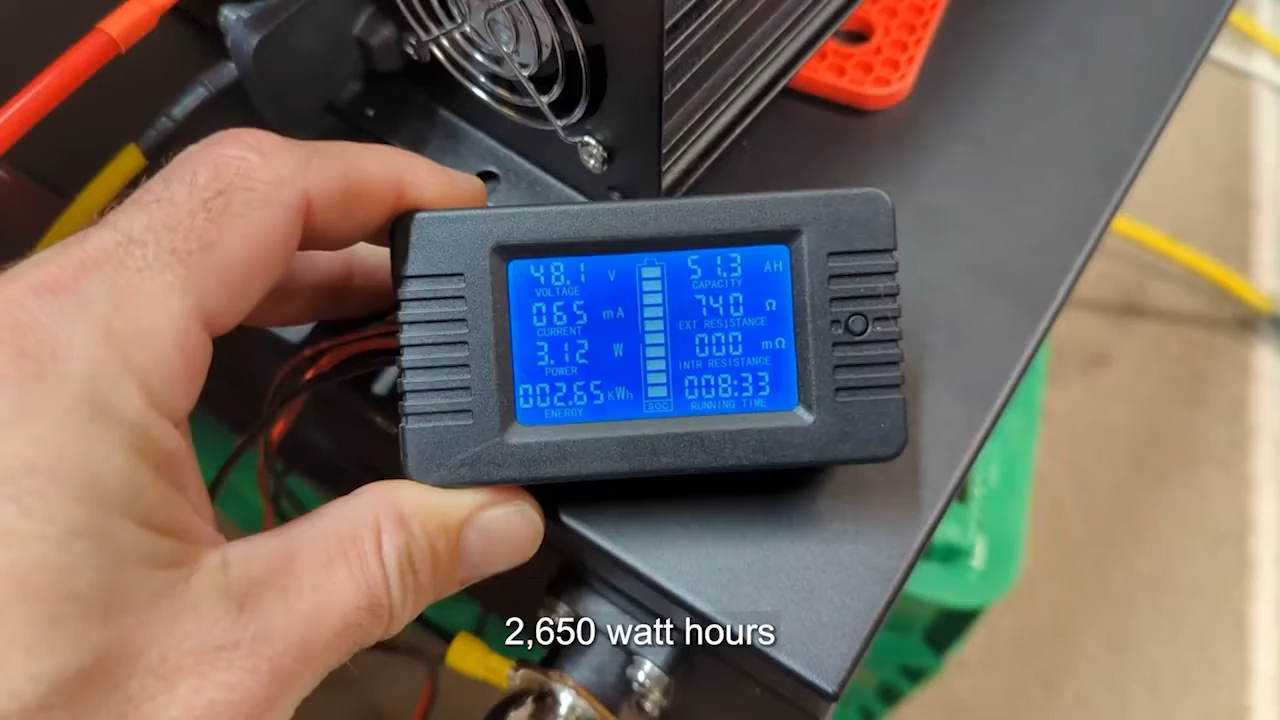 48.1 V
VOLTAGE
065 mA
CURRENT
3.12 W
POWER
002.65 KWh
ENERGY
SOC
51.3 AH
CAPACITY
740 Ω
EXT RESISTANCE
000 mΩ
INTR RESISTANCE
008:33
RUNNING TIME
2,650 watt hours